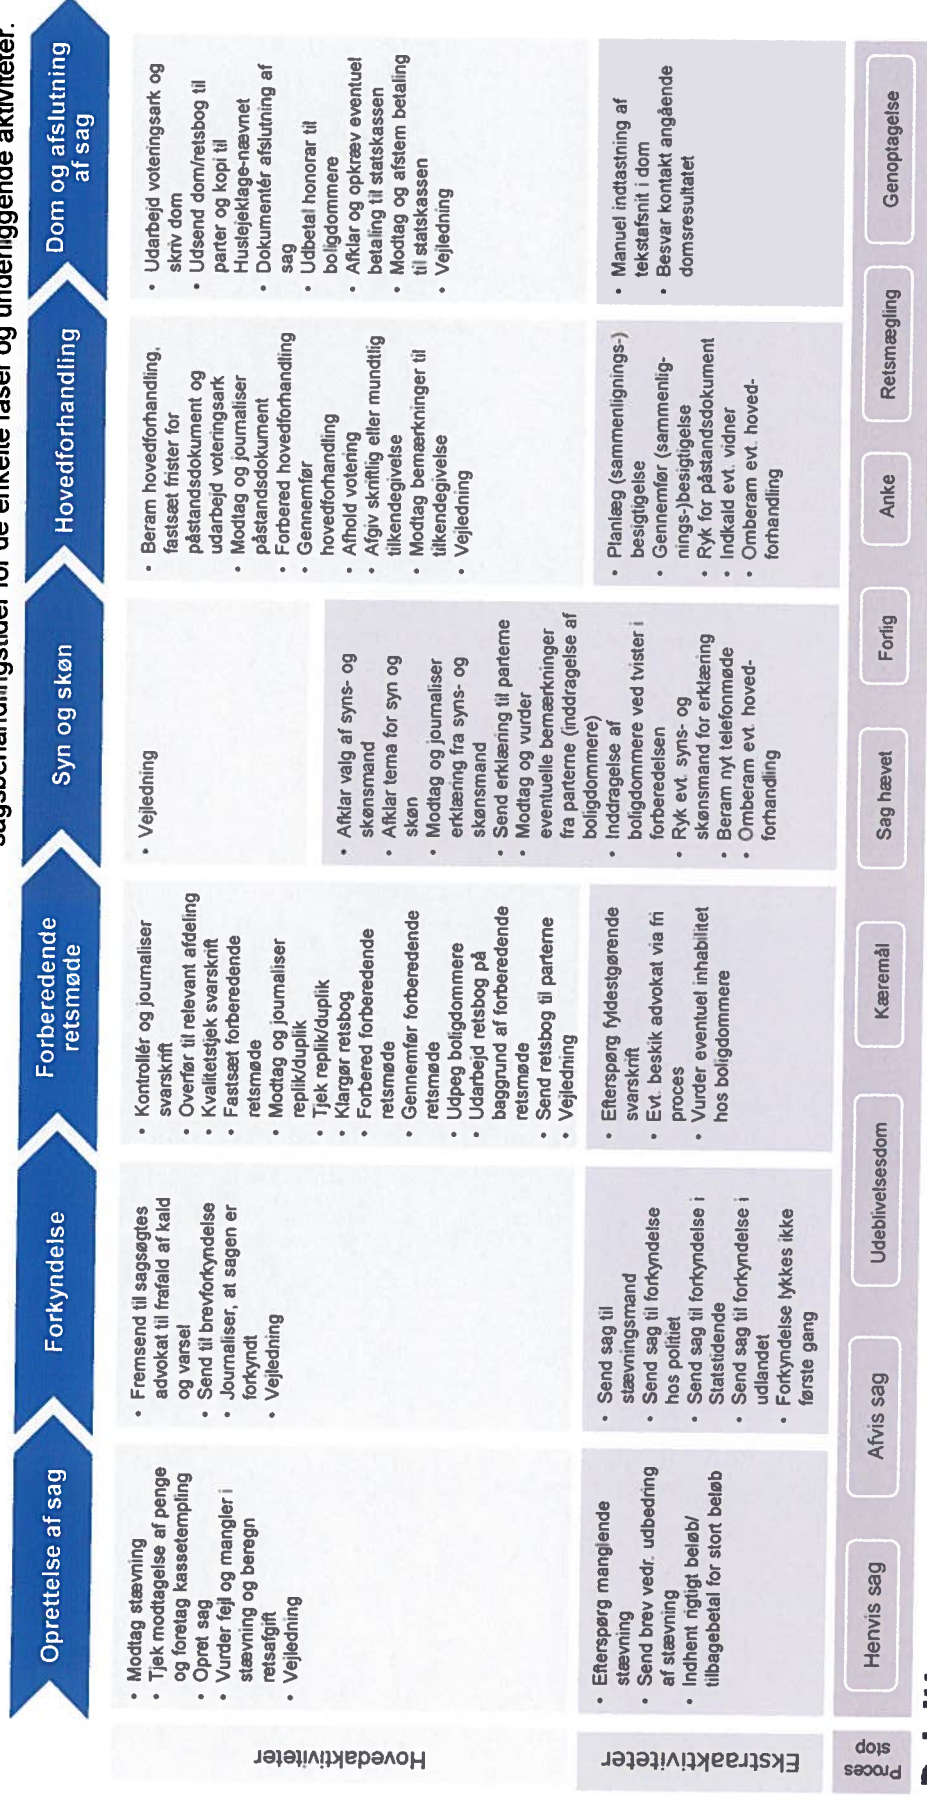 sagsbehandlingstider for de enkelte faser og underliggende aktiviteter.
Oprettelse af sag
Forkyndelse
Forberedende
retsmøde
Syn og skøn
Hovedforhandling
Dom og afslutning
af sag
Hovedaktiviteter
• Modtag stævning
• Tjek modtagelse af penge
og foretag kassetempling
• Opret sag
• Vurder fejl og mangler i
stævning og beregn
retsafgift
• Vejledning
• Fremsend til sagsøgtes
advokat til frafald af kald
og varsel
• Send til brevforkyndelse
• Journaliser, at sagen er
forkyndt
• Vejledning
• Kontrollér og journaliser
svarskrift
• Overfør til relevant afdeling
• Kvalitetstjek svarskrift
• Fastsæt forberedende
retsmøde
• Modtag og journaliser
replik/duplik
• Tjek replik/duplik
• Klargør retsbog
• Forbered forberedende
retsmøde
• Gennemfør forberedende
retsmøde
• Udpeg boligdommere
• Udarbejd retsbog på
baggrund af forberedende
retsmøde
• Send retsbog til parterne
• Vejledning
• Vejledning
• Beram hovedforhandling,
fastsæt frister for
påstandsdokument og
udarbejd voteringsark
• Modtag og journaliser
påstandsdokument
• Forbered hovedforhandling
• Gennemfør
hovedforhandling
• Afhold votering
• Afgiv skriftlig eller mundtlig
tilkendegivelse
• Modtag bemærkninger til
tilkendegivelse
• Vejledning
• Udarbejd voteringsark og
skriv dom
• Udsend dom/retsbog til
parter og kopi til
Huslejeklage-nævnet
• Dokumentér afslutning af
sag
• Udbetal honorar til
boligdommere
• Afklar og opkræv eventuel
betaling til statskassen
• Modtag og afstem betaling
til statskassen
• Vejledning
Ekstraaktiviteter
• Efterspørg manglende
stævning
• Send brev vedr. udbedring
af stævning
• Indhent rigtigt beløb/
tilbagebetal for stort beløb
• Send sag til
stævningsmand
• Send sag til forkyndelse
hos politiet
• Send sag til forkyndelse i
Statstidende
• Send sag til forkyndelse i
udlandet
• Forkyndelse lykkes ikke
første gang
• Efterspørg fyldestgørende
svarskrift
• Evt. beskik advokat via fri
proces
• Vurder eventuel inhabilitet
hos boligdommere
• Afklar valg af syns- og
skønsmand
• Afklar tema for syn og
skøn
• Modtag og journaliser
erklæring fra syns- og
skønsmand
• Send erklæring til parterne
• Modtag og vurder
eventuelle bemærkninger
fra parterne (inddragelse af
boligdommere)
• Inddragelse af
boligdommere ved tvister i
forberedelsen
• Ryk evt. syns- og
skønsmand for erklæring
• Beram nyt telefonmøde
• Omberam evt. hoved-
forhandling
• Planlæg (sammenlignings-)
besigtigelse
• Gennemfør (sammenlig-
nings-)besigtigelse
• Ryk for påstandsdokument
• Indkald evt. vidner
• Omberam evt. hoved-
forhandling
• Manuel indtastning af
tekstafsnit i dom
• Besvar kontakt angående
domsresultatet
Proces
stop
Henvis sag
Afvis sag
Udeblivelsesdom
Kæremål
Sag hævet
Forlig
Anke
Retsmægling
Genoptagelse